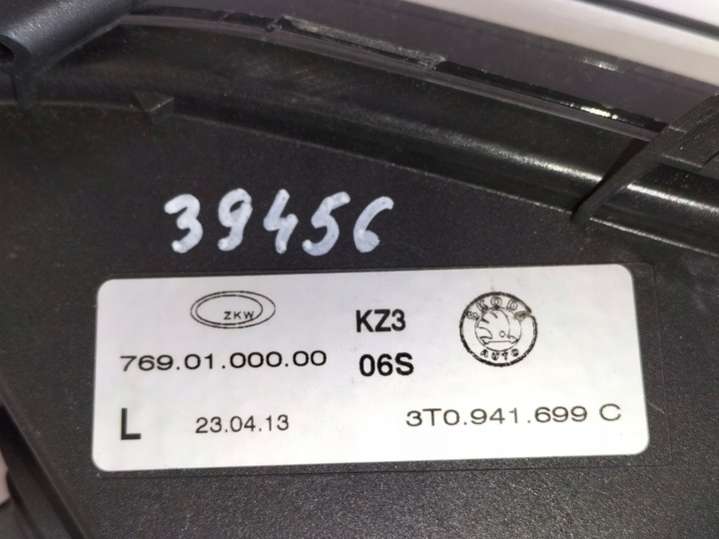 39456
ZKW
KZ3
ŠKODA
AUTO
769.01.000.00
06S
L
23.04.13
3T0.941.699 C